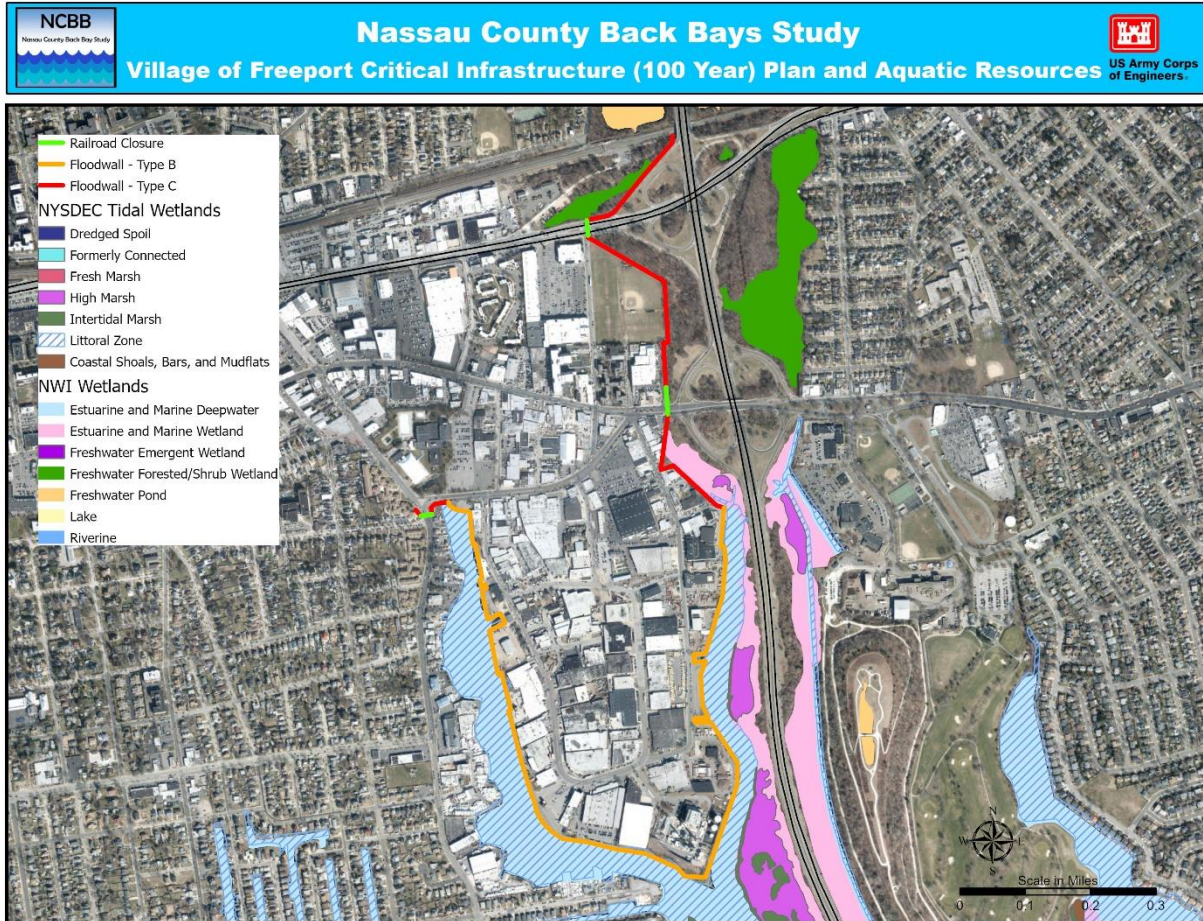 NCBB
Nassau County Back Bay Study
Nassau County Back Bays Study
Village of Freeport Critical Infrastructure (100 Year) Plan and Aquatic Resources
US Army Corps
of Engineers®
Railroad Closure
Floodwall - Type B
Floodwall - Type C
NYSDEC Tidal Wetlands
Dredged Spoil
Formerly Connected
Fresh Marsh
High Marsh
Intertidal Marsh
Littoral Zone
Coastal Shoals, Bars, and Mudflats
NWI Wetlands
Estuarine and Marine Deepwater
Estuarine and Marine Wetland
Freshwater Emergent Wetland
Freshwater Forested/Shrub Wetland
Freshwater Pond
Lake
Riverine
N
W E
S
Scale in Miles
0 0.1 0.2 0.3